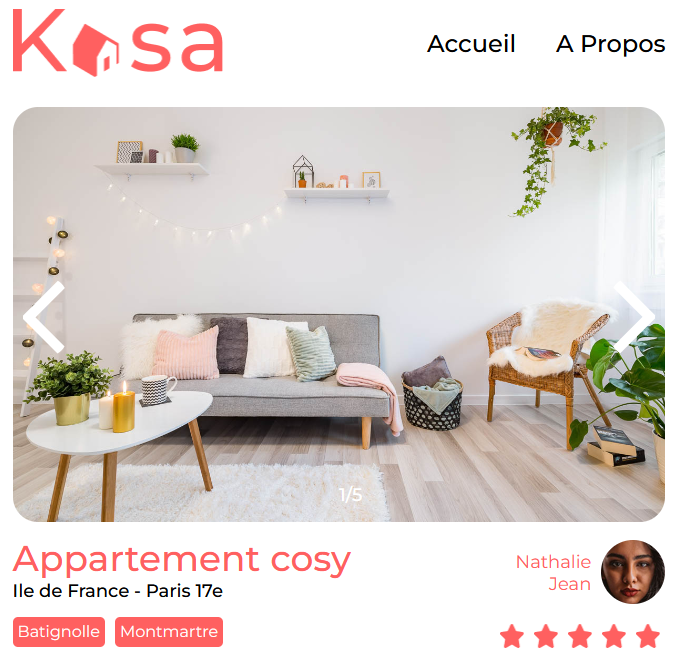 Kasa
Accueil
A Propos
1/5
Appartement cosy
Ile de France - Paris 17e
Nathalie
Jean
Batignolle
Montmartre